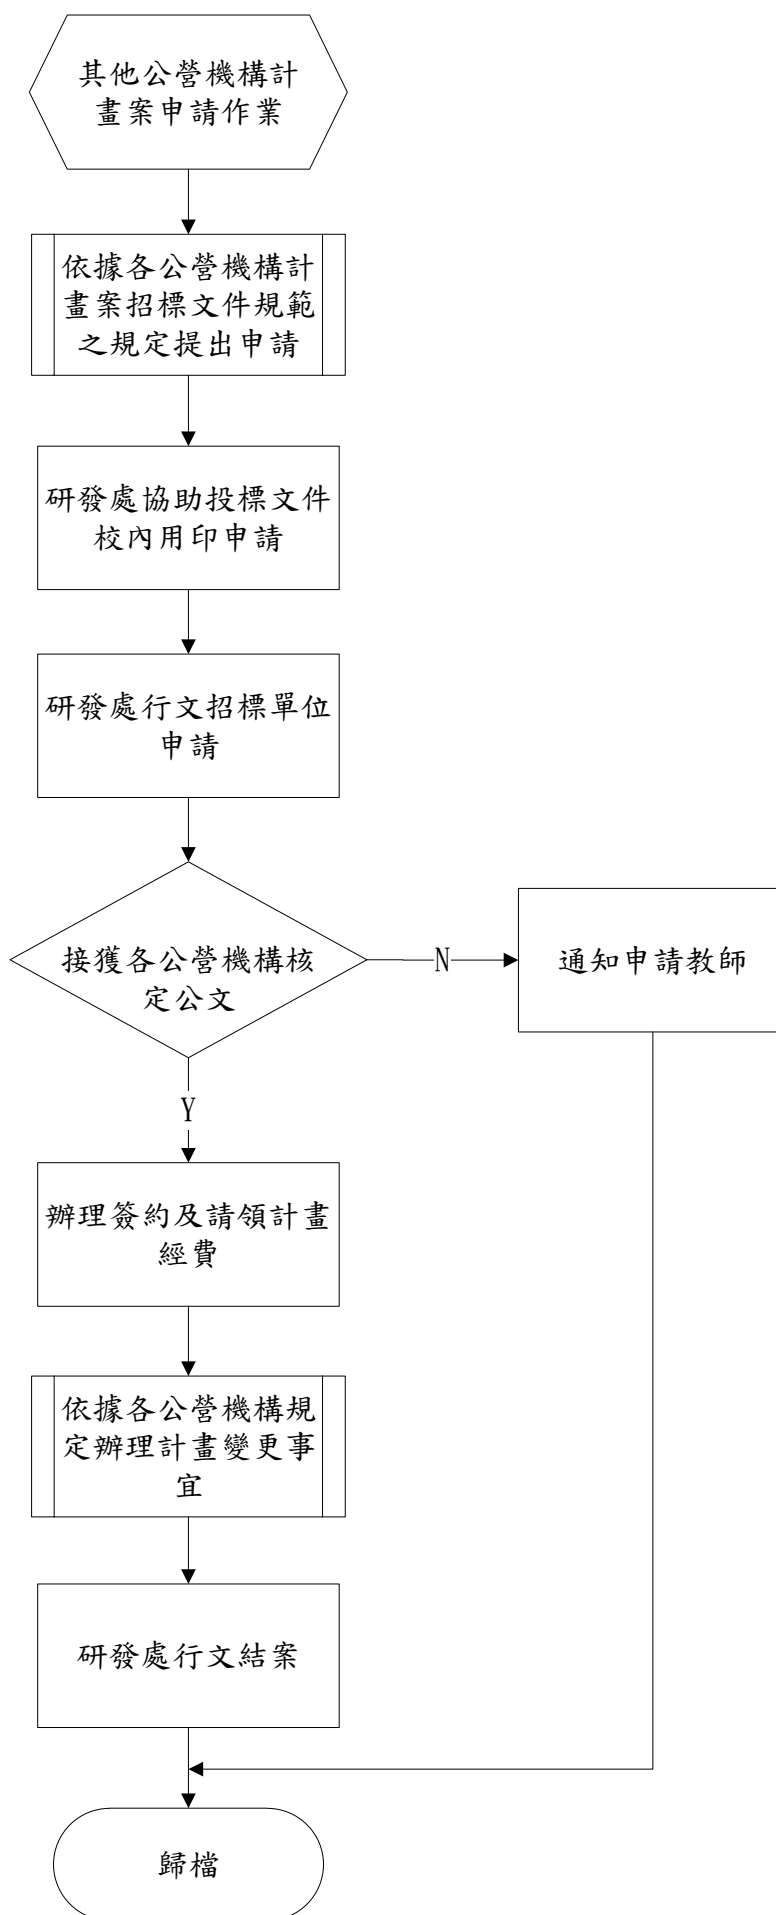 其他公營機構計
畫案申請作業
依據各公營機構計
畫案招標文件規範
之規定提出申請
研發處協助投標文件
校內用印申請
研發處行文招標單位
申請
接獲各公營機構核
定公文
N
通知申請教師
Y
辦理簽約及請領計畫
經費
依據各公營機構規
定辦理計畫變更事
宜
研發處行文結案
歸檔